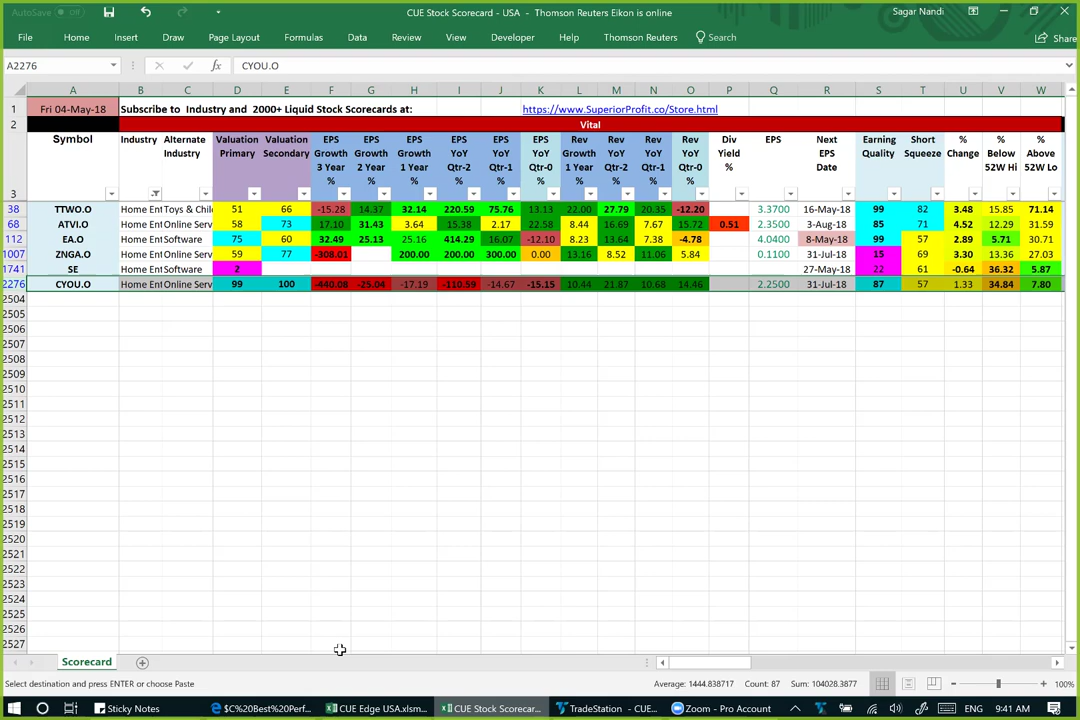 AutoSave Off
CUE Stock Scorecard - USA - Thomson Reuters Eikon is online
Sagar Nandi
File Home Insert Draw Page Layout Formulas Data Review View Developer Help Thomson Reuters Search Share
A2276 fx CYOU.O
A B C D E F G H I J K L M N O P Q R S T U V W
1 Fri 04-May-18 Subscribe to Industry and 2000+ Liquid Stock Scorecards at: https://www.SuperiorProfit.co/Store.html
2 Vital
Symbol Industry Alternate Valuation Valuation EPS EPS EPS EPS EPS EPS Rev Rev Rev Rev Div EPS Next Earning Short % % %
Industry Primary Secondary Growth Growth Growth YoY YoY YoY Growth YoY YoY YoY Yield EPS Quality Squeeze Change Below Above
3 Year 2 Year 1 Year Qtr-2 Qtr-1 Qtr-0 1 Year Qtr-2 Qtr-1 Qtr-0 % Date 52W Hi 52W Lo
% % % % % % % % % %
3
38 TTWO.O Home Ent Toys & Chil 51 66 -15.28 14.37 32.14 220.59 75.76 13.13 22.00 27.79 20.35 -12.20 3.3700 16-May-18 99 82 3.48 15.85 71.14
68 ATVI.O Home Ent Online Serv 58 73 17.10 31.43 3.64 15.38 2.17 22.58 8.44 16.69 7.67 15.72 0.51 2.3500 3-Aug-18 85 71 4.52 12.29 31.59
112 EA.O Home Ent Software 75 60 32.49 25.13 25.16 414.29 16.07 -12.10 8.23 13.64 7.38 -4.78 4.0400 8-May-18 99 57 2.89 5.71 30.71
1007 ZNGA.O Home Ent Online Serv 59 77 -308.01 200.00 200.00 300.00 0.00 13.16 8.52 11.06 5.84 0.1100 31-Jul-18 15 69 3.30 13.36 27.03
1741 SE Home Ent Software 2 27-May-18 22 61 -0.64 36.32 5.87
2276 CYOU.O Home Ent Online Serv 99 100 -440.08 -25.04 -17.19 -110.59 -14.67 -15.15 10.44 21.87 10.68 14.46 2.2500 31-Jul-18 87 57 1.33 34.84 7.80
2504
2505
2506
2507
2508
2509
2510
2511
2512
2513
2514
2515
2516
2517
2518
2519
2520
2521
2522
2523
2524
2525
2526
2527
Scorecard
Select destination and press ENTER or choose Paste Average: 1444.838717 Count: 87 Sum: 104028.3877 100%
Sticky Notes $C%20Best%20Perf... CUE Edge USA.xlsm... CUE Stock Scorecar... TradeStation - CUE... Zoom - Pro Account ENG 9:41 AM